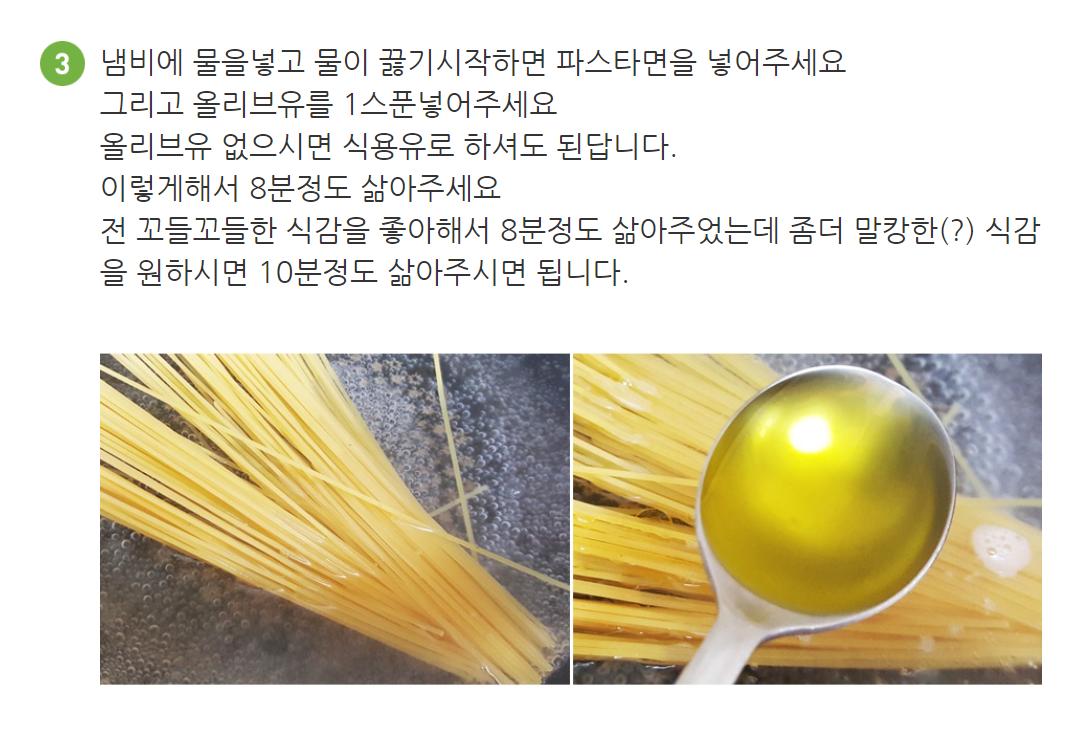 3 냄비에 물을넣고 물이 끓기시작하면 파스타면을 넣어주세요
그리고 올리브유를 1스푼넣어주세요
올리브유 없으시면 식용유로 하셔도 된답니다.
이렇게해서 8분정도 삶아주세요
전 꼬들꼬들한 식감을 좋아해서 8분정도 삶아주었는데 좀더 말캉한(?) 식감
을 원하시면 10분정도 삶아주시면 됩니다.